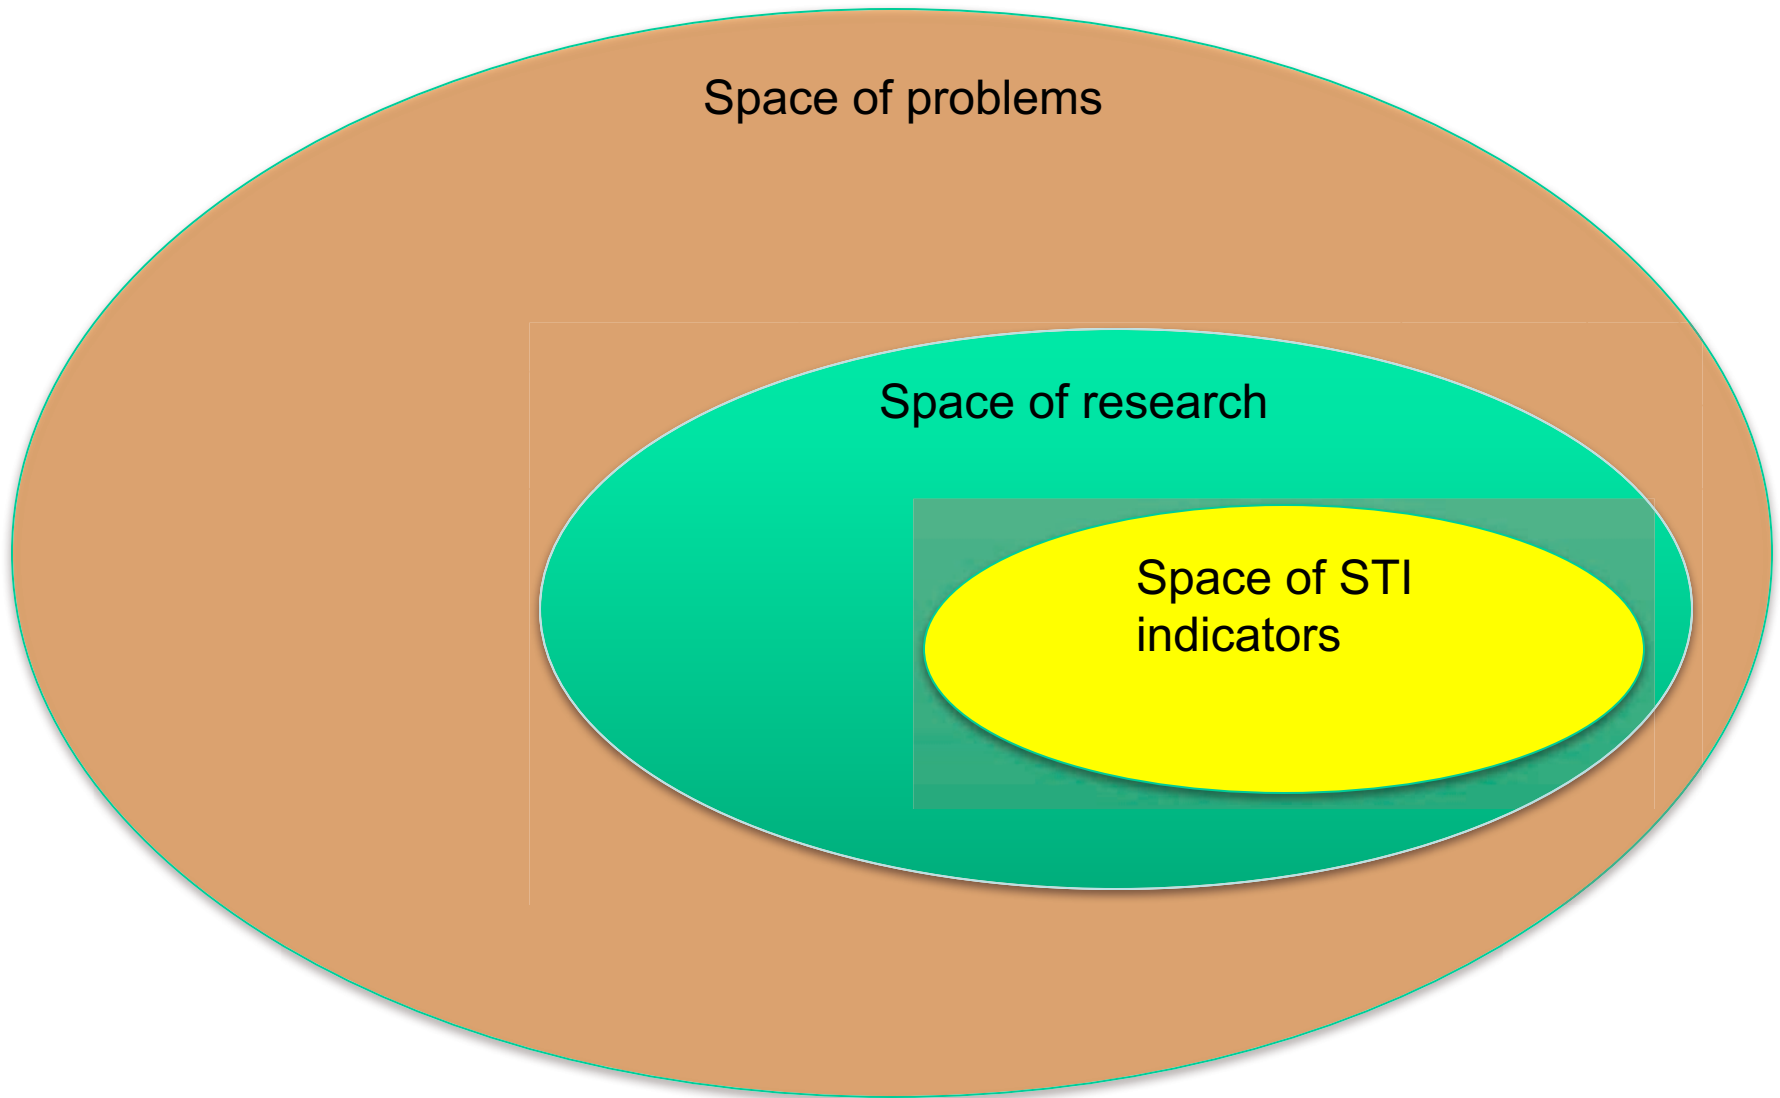 Space of problems
Space of research
Space of STI
indicators